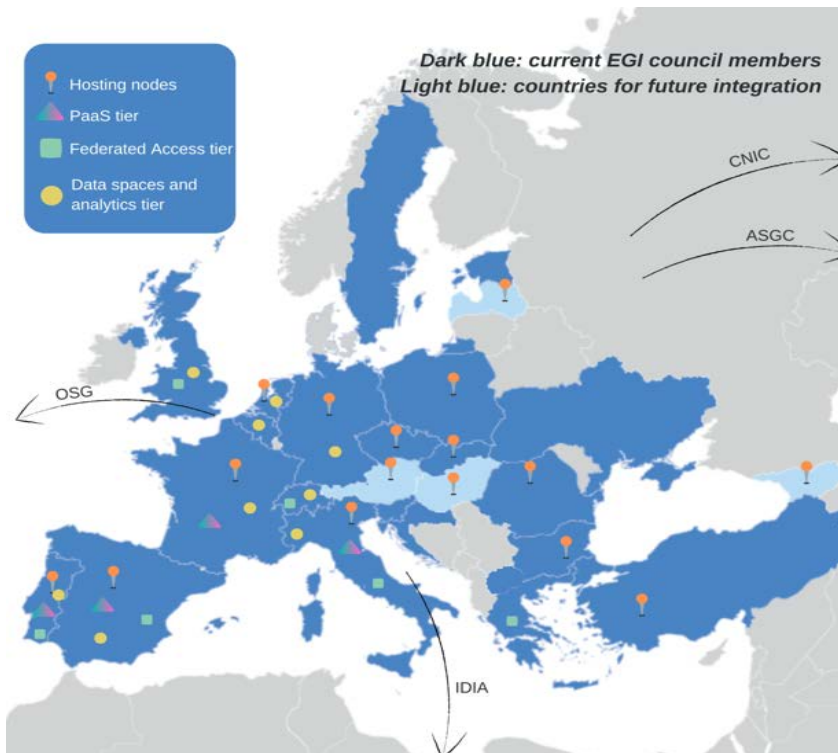 Dark blue: current EGI council members
Light blue: countries for future integration
Hosting nodes
PaaS tier
Federated Access tier
Data spaces and
analytics tier
CNIC
ASGC
OSG
IDIA